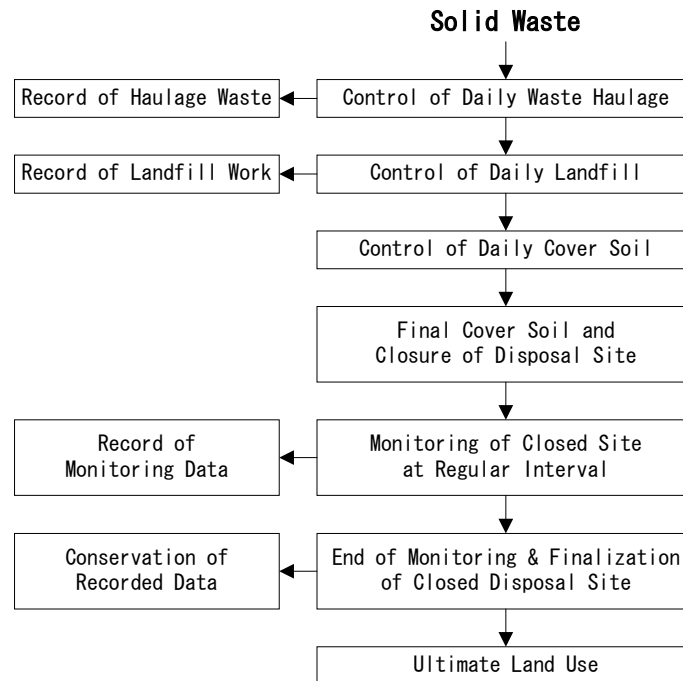 Solid Waste
Record of Haulage Waste
Control of Daily Waste Haulage
Record of Landfill Work
Control of Daily Landfill
Control of Daily Cover Soil
Final Cover Soil and
Closure of Disposal Site
Record of
Monitoring Data
Monitoring of Closed Site
at Regular Interval
Conservation of
Recorded Data
End of Monitoring & Finalization
of Closed Disposal Site
Ultimate Land Use